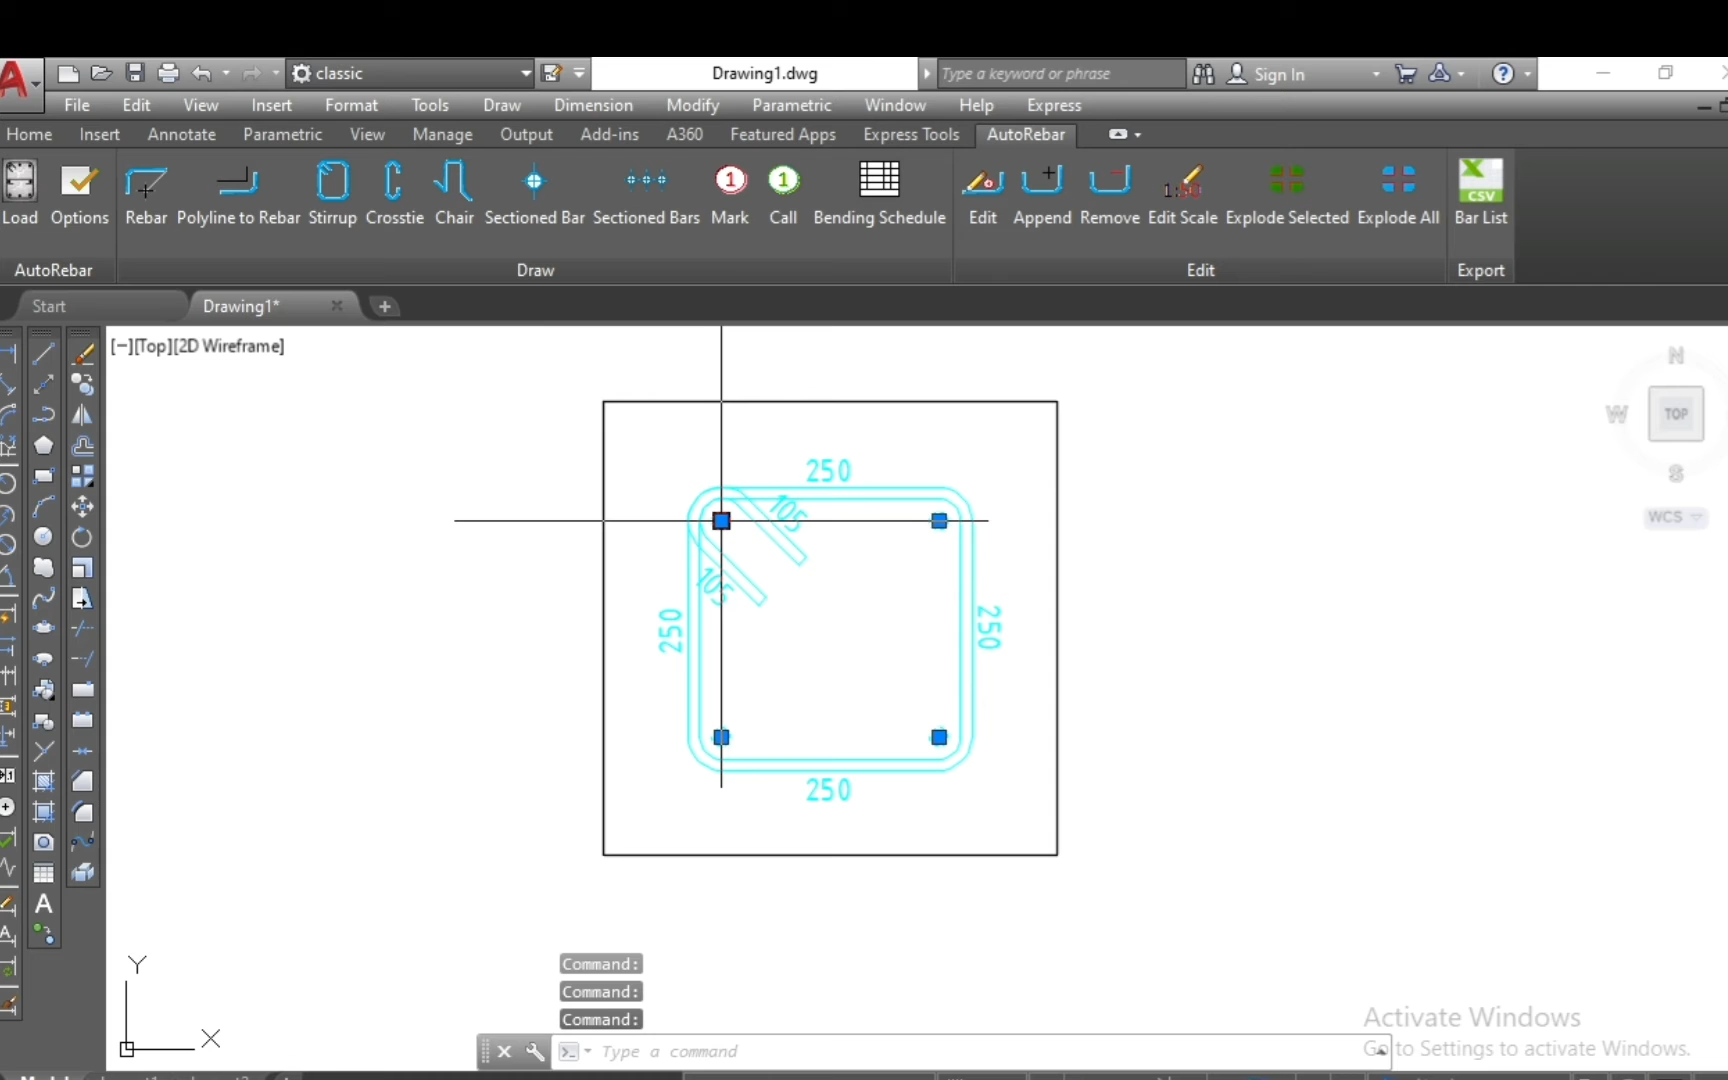 classic
Drawing1.dwg
Type a keyword or phrase
Sign In
File Edit View Insert Format Tools Draw Dimension Modify Parametric Window Help Express
Home Insert Annotate Parametric View Manage Output Add-ins A360 Featured Apps Express Tools AutoRebar
Load Options Rebar Polyline to Rebar Stirrup Crosstie Chair Sectioned Bar Sectioned Bars Mark Call Bending Schedule Edit Append Remove Edit Scale Explode Selected Explode All Bar List
AutoRebar Draw Edit Export
Start Drawing1*
[−][Top][2D Wireframe]
N
W
TOP
S
WCS
250
105
105
250
250
250
Y
X
Command:
Command:
Command:
Type a command
Activate Windows
Go to Settings to activate Windows.